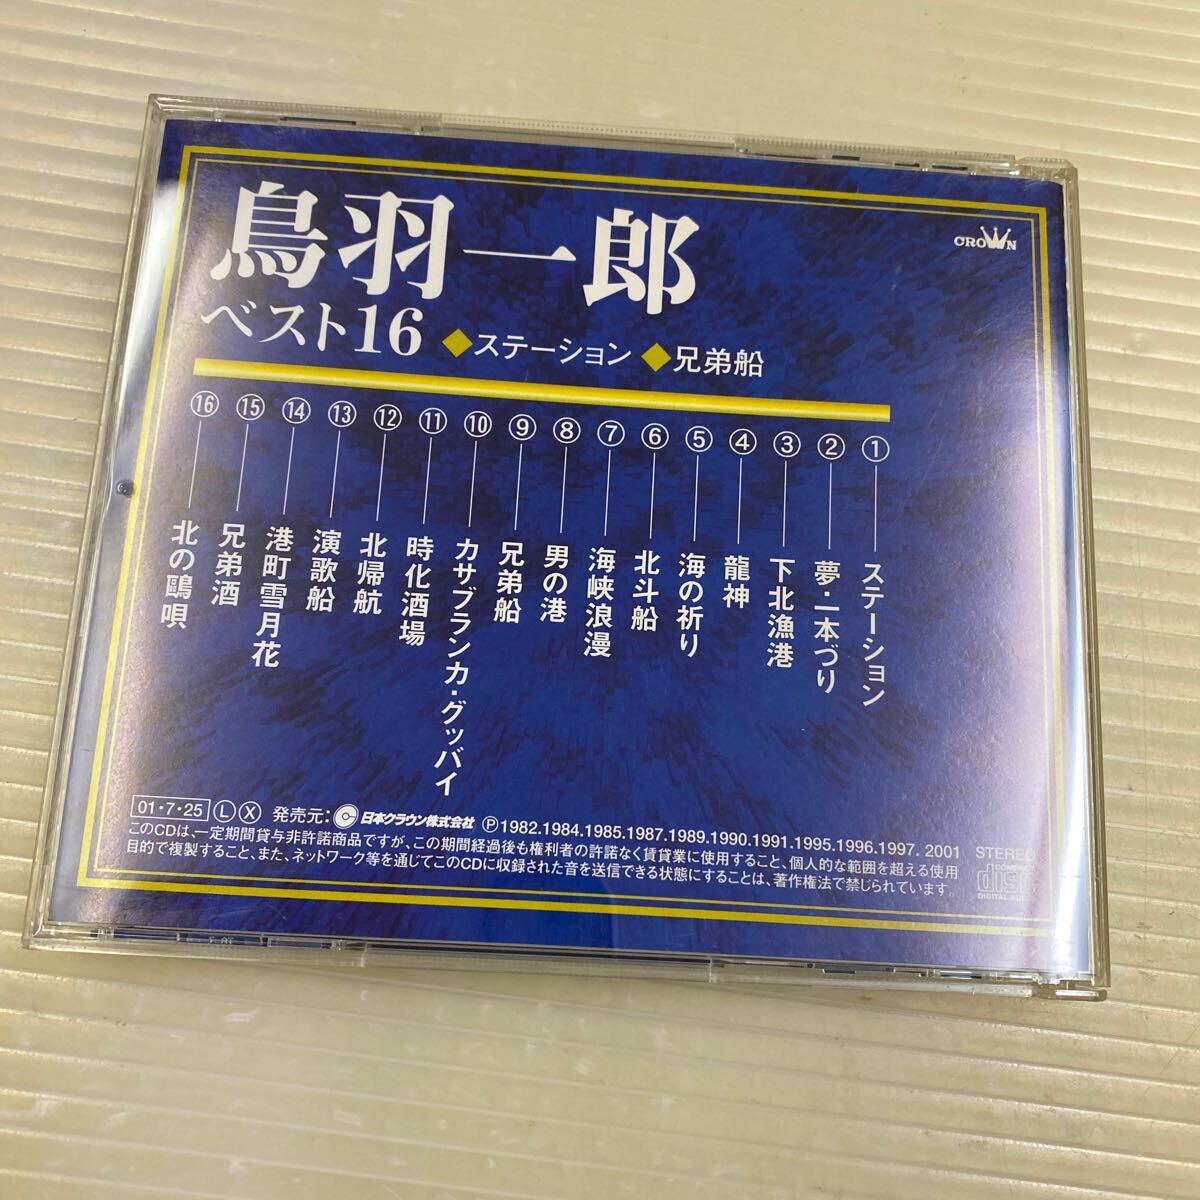 鳥羽一郎
CROWN
ベスト16 ◆ステーション ◆兄弟船
①ステーション
②夢・一本づり
③下北漁港
④龍神
⑤海の祈り
⑥北斗船
⑦海峡浪漫
⑧男の港
⑨兄弟船
⑩カサブランカ・グッバイ
⑪時化酒場
⑫北帰航
⑬演歌船
⑭港町雪月花
⑮兄弟酒
⑯北の鷗唄
01・7・25 Ⓛ Ⓧ 発売元: 日本クラウン株式会社 Ⓟ1982.1984.1985.1987.1989.1990.1991.1995.1996.1997. 2001 STEREO
このCDは、一定期間貸与非許諾商品ですが、この期間経過後も権利者の許諾なく賃貸業に使用すること、個人的な範囲を超える使用
目的で複製すること、また、ネットワーク等を通じてこのCDに収録された音を送信できる状態にすることは、著作権法で禁じられています。
COMPACT
disc
DIGITAL AUDIO